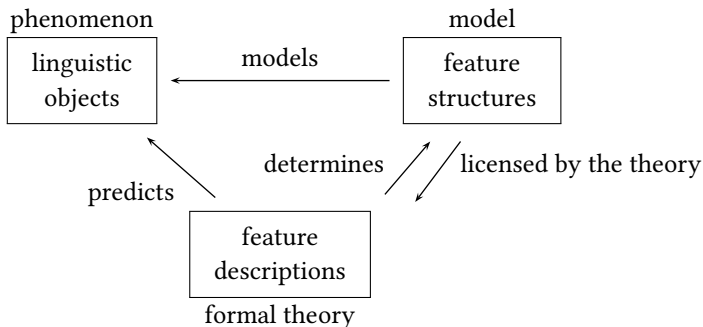 phenomenon
model
linguistic
objects
models
feature
structures
determines
licensed by the theory
predicts
feature
descriptions
formal theory